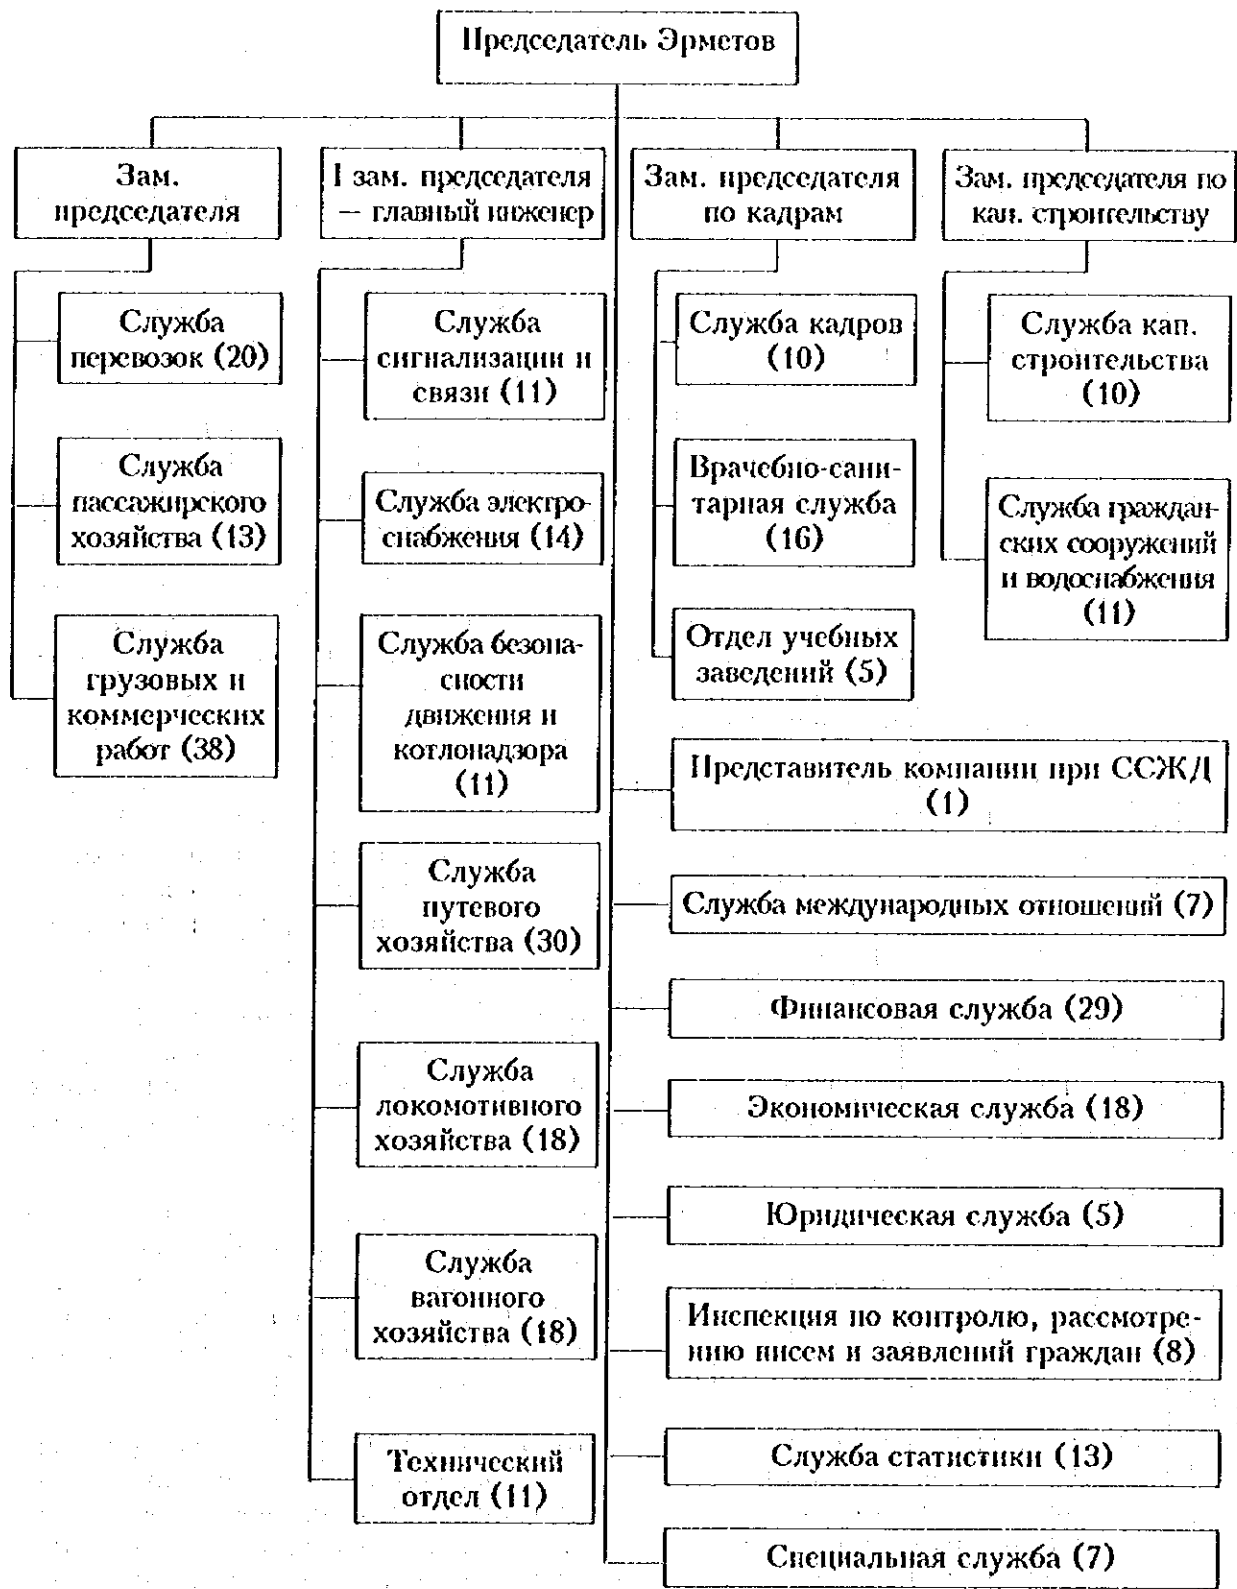 Председатель Эрметов
Зам.
председателя
I зам. председателя
— главный инженер
Зам. председателя
по кадрам
Зам. председателя по
кап. строительству
Служба
перевозок (20)
Служба
пассажирского
хозяйства (13)
Служба
грузовых и
коммерческих
работ (38)
Служба
сигнализации и
связи (11)
Служба электро-
снабжения (14)
Служба безопа-
сности
движения и
котлонадзора
(11)
Служба
путевого
хозяйства (30)
Служба
локомотивного
хозяйства (18)
Служба
вагонного
хозяйства (18)
Технический
отдел (11)
Служба кадров
(10)
Врачебно-сани-
тарная служба
(16)
Отдел учебных
заведений (5)
Служба кап.
строительства
(10)
Служба граждан-
ских сооружений
и водоснабжения
(11)
Представитель компании при ССЖД
(1)
Служба международных отношений (7)
Финансовая служба (29)
Экономическая служба (18)
Юридическая служба (5)
Инспекция по контролю, рассмотре-
нию писем и заявлений граждан (8)
Служба статистики (13)
Специальная служба (7)